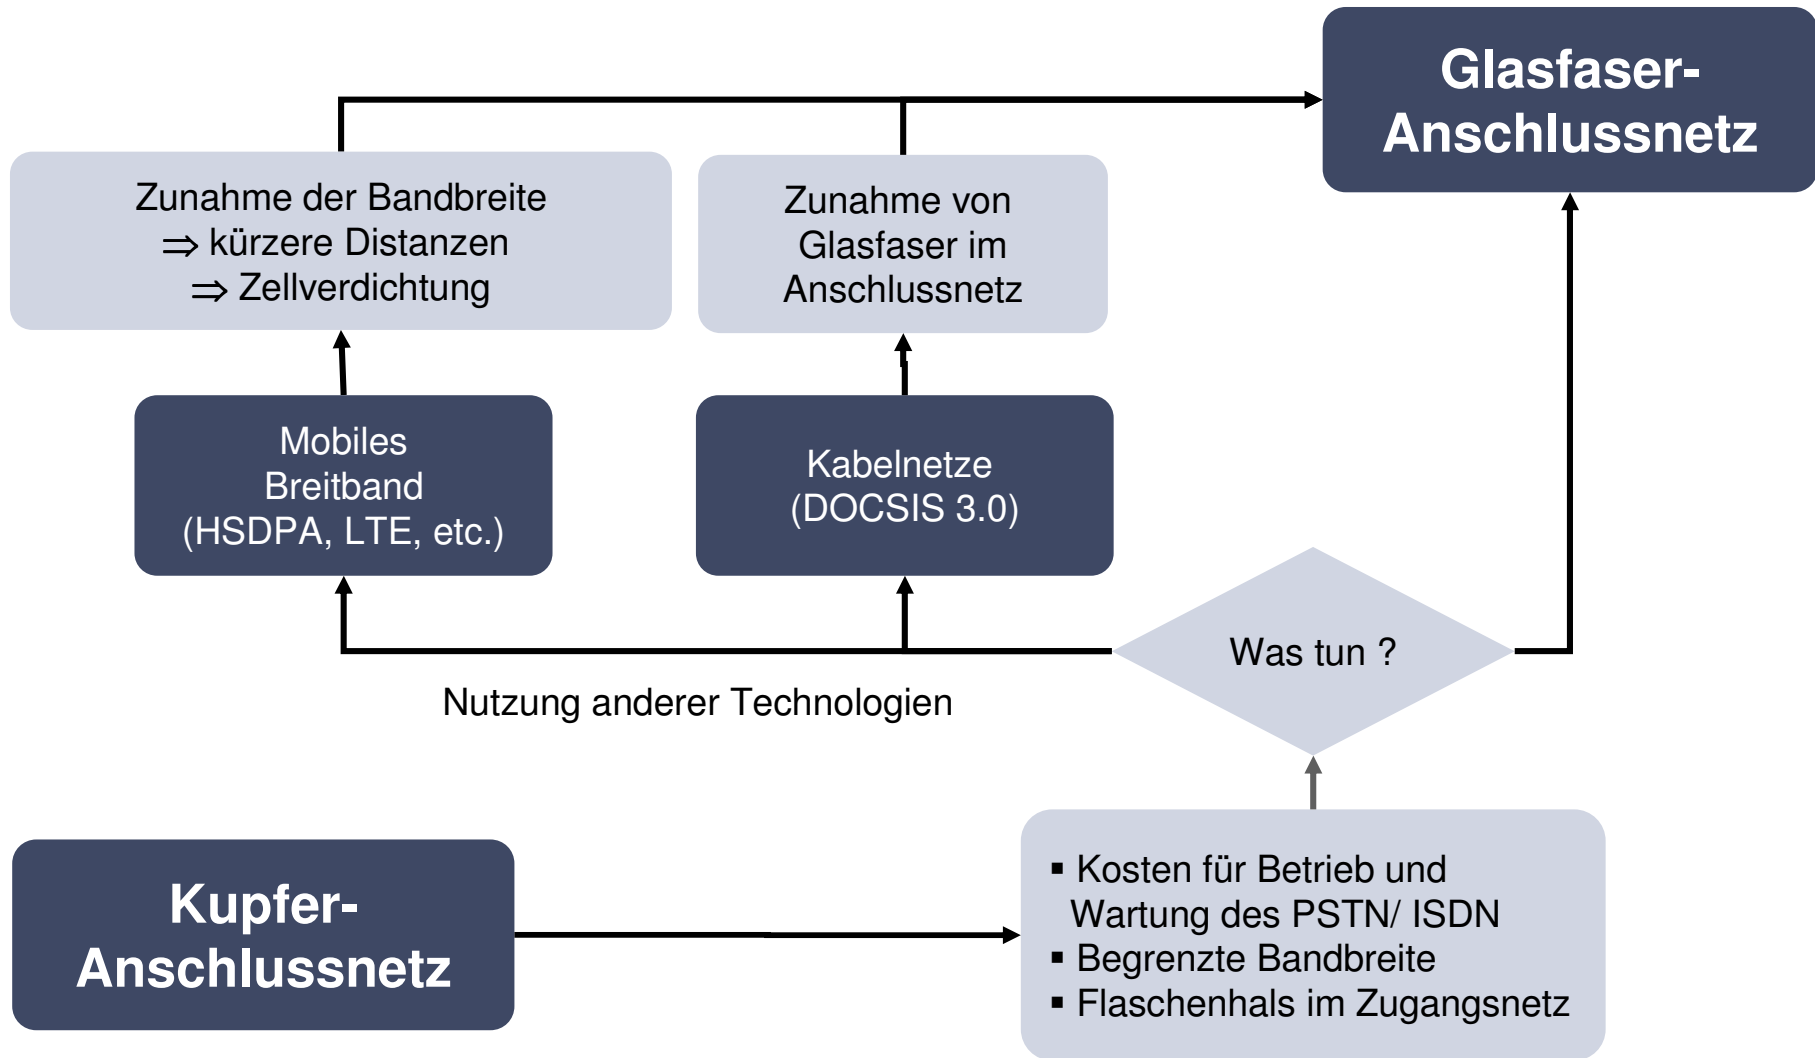 Glasfaser-
Anschlussnetz
Zunahme der Bandbreite
⇒ kürzere Distanzen
⇒ Zellverdichtung
Zunahme von
Glasfaser im
Anschlussnetz
Mobiles
Breitband
(HSDPA, LTE, etc.)
Kabelnetze
(DOCSIS 3.0)
Was tun ?
Nutzung anderer Technologien
Kupfer-
Anschlussnetz
▪ Kosten für Betrieb und
Wartung des PSTN/ ISDN
▪ Begrenzte Bandbreite
▪ Flaschenhals im Zugangsnetz